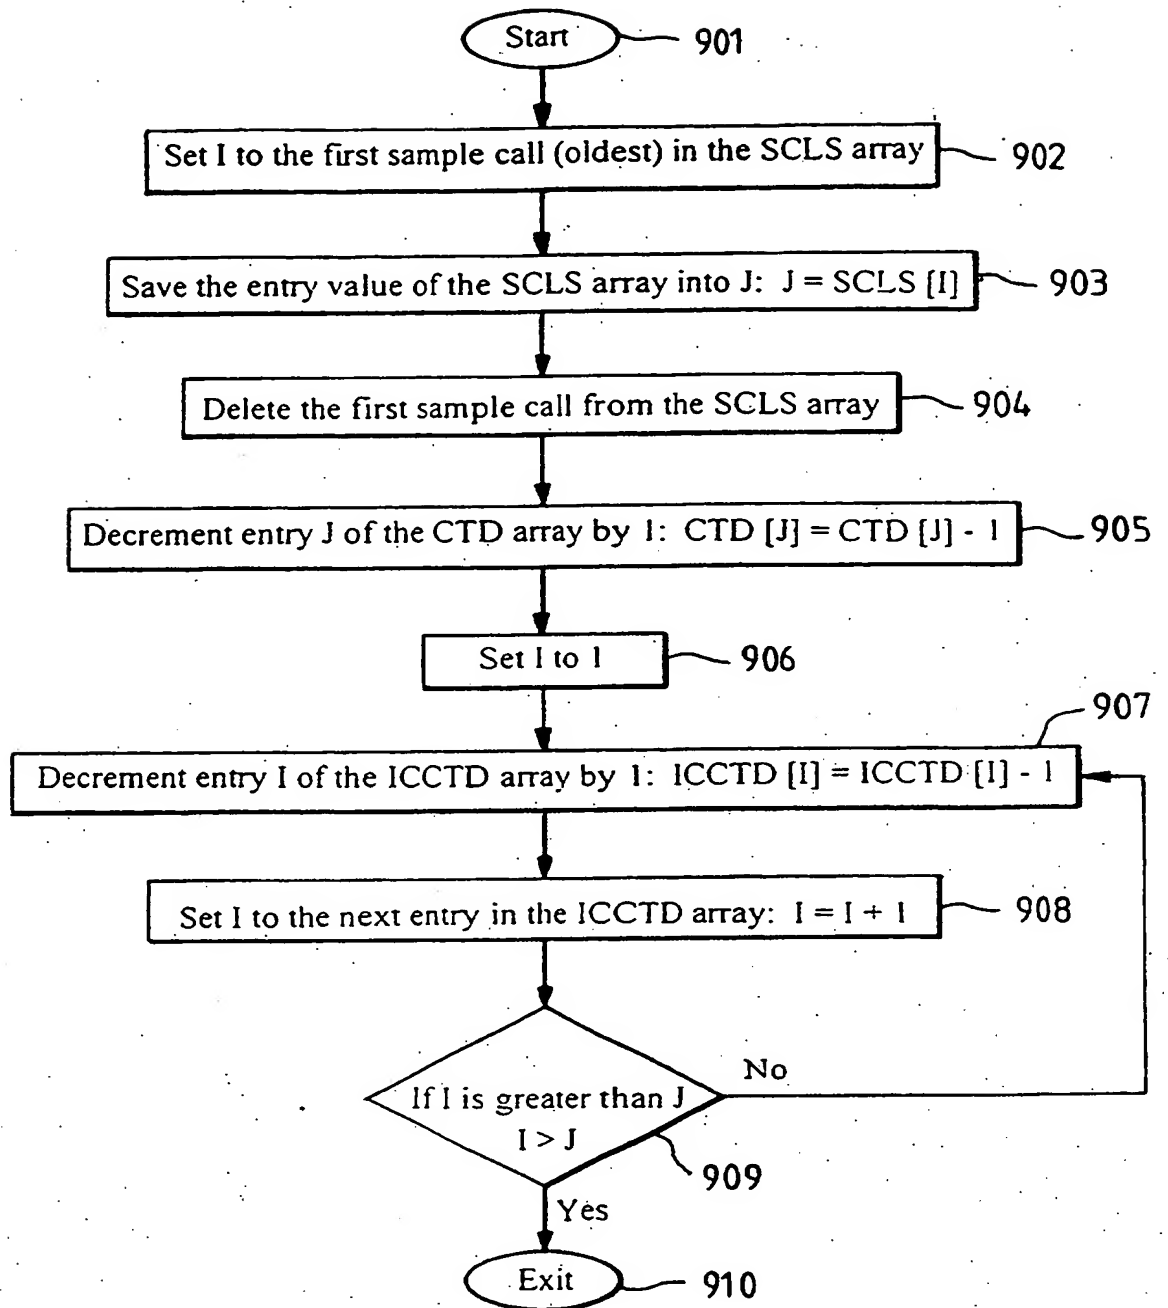 Start
901
Set I to the first sample call (oldest) in the SCLS array
902
Save the entry value of the SCLS array into J: J = SCLS [I]
903
Delete the first sample call from the SCLS array
904
Decrement entry J of the CTD array by 1: CTD [J] = CTD [J] - 1
905
Set I to 1
906
907
Decrement entry I of the ICCTD array by 1: ICCTD [I] = ICCTD [I] - 1
Set I to the next entry in the ICCTD array: I = I + 1
908
If I is greater than J
I > J
No
909
Yes
Exit
910